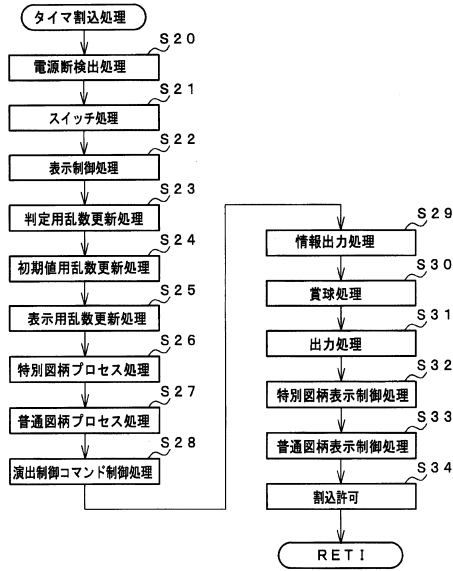 タイマ割込処理
S20
電源断検出処理
S21
スイッチ処理
S22
表示制御処理
S23
判定用乱数更新処理
S24
初期値用乱数更新処理
S25
表示用乱数更新処理
S26
特別図柄プロセス処理
S27
普通図柄プロセス処理
S28
演出制御コマンド制御処理
S29
情報出力処理
S30
賞球処理
S31
出力処理
S32
特別図柄表示制御処理
S33
普通図柄表示制御処理
S34
割込許可
RETI